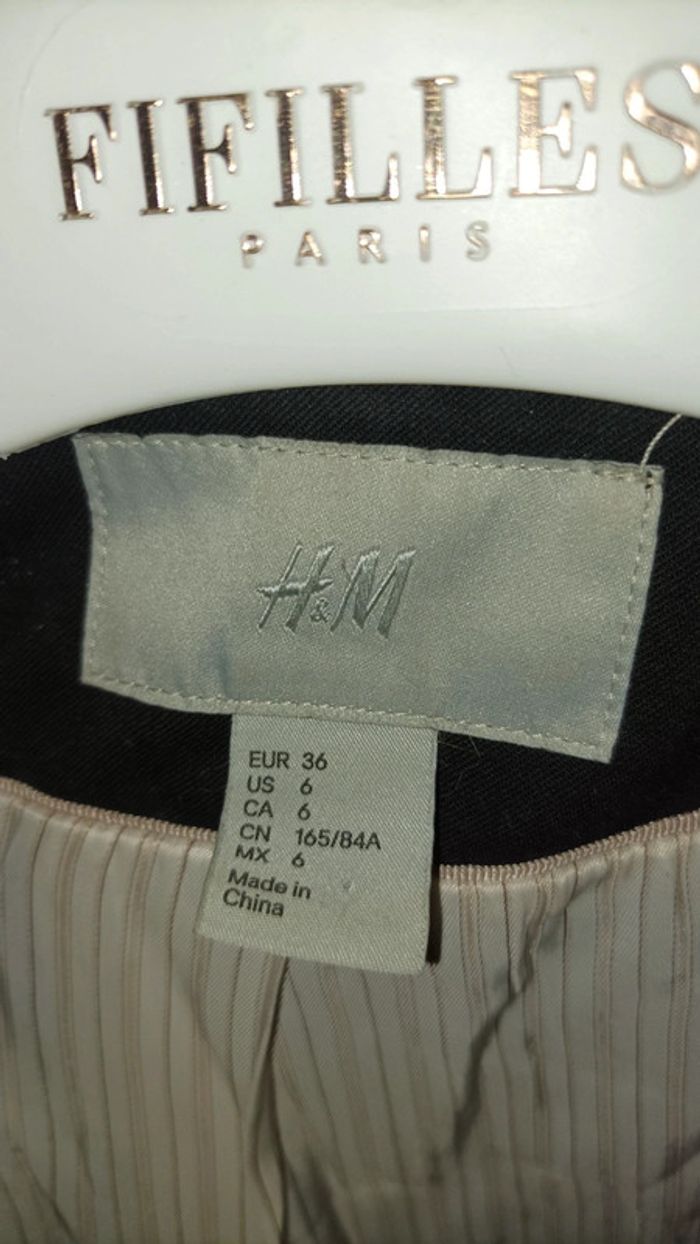 FIFILLES
PARIS
H&M
EUR 36
US 6
CA 6
CN 165/84A
MX 6
Made in
China